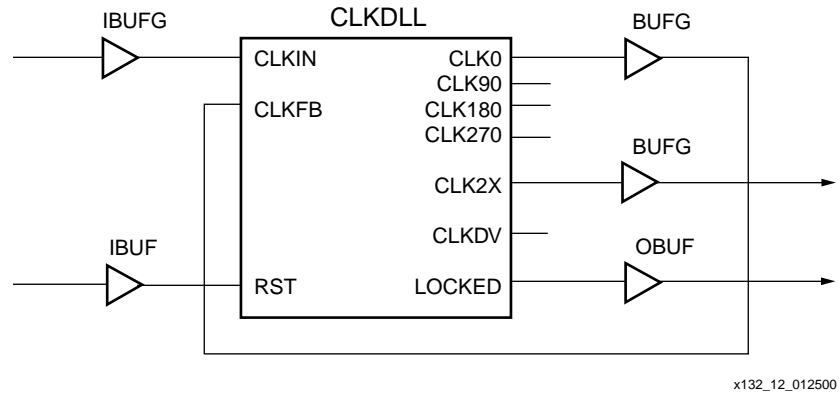 CLKDLL
IBUFG
BUFG
CLKIN
CLK0
CLK90
CLKFB
CLK180
CLK270
BUFG
CLK2X
CLKDV
IBUF
OBUF
RST
LOCKED
x132_12_012500